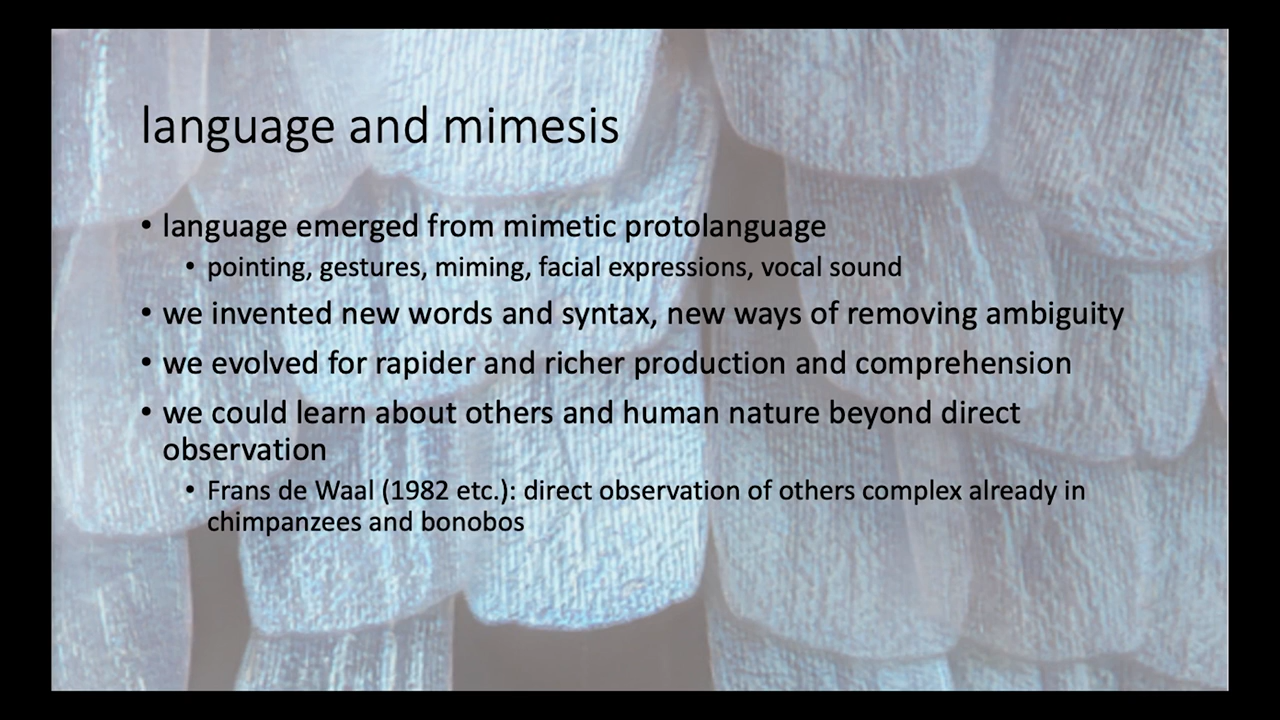 language and mimesis
• language emerged from mimetic protolanguage
• pointing, gestures, miming, facial expressions, vocal sound
• we invented new words and syntax, new ways of removing ambiguity
• we evolved for rapider and richer production and comprehension
• we could learn about others and human nature beyond direct
observation
• Frans de Waal (1982 etc.): direct observation of others complex already in
chimpanzees and bonobos